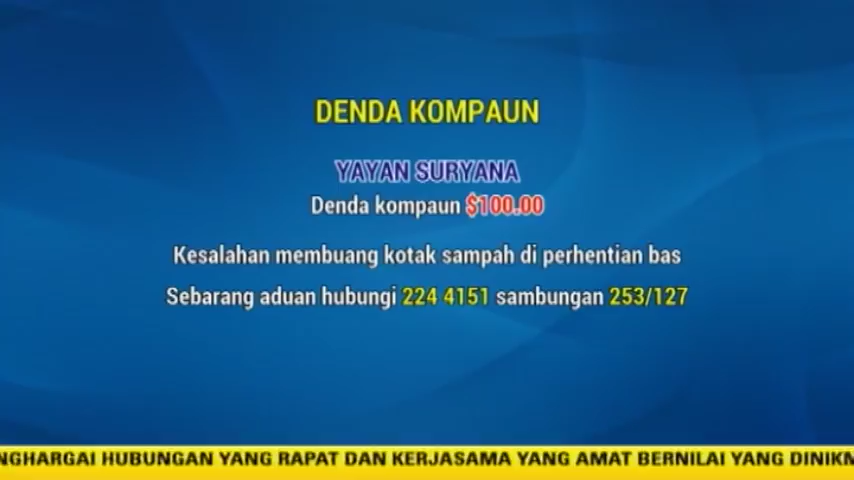 DENDA KOMPAUN
YAYAN SURYANA
Denda kompaun $100.00
Kesalahan membuang kotak sampah di perhentian bas
Sebarang aduan hubungi 224 4151 sambungan 253/127
NGHARGAI HUBUNGAN YANG RAPAT DAN KERJASAMA YANG AMAT BERNILAI YANG DINIKM